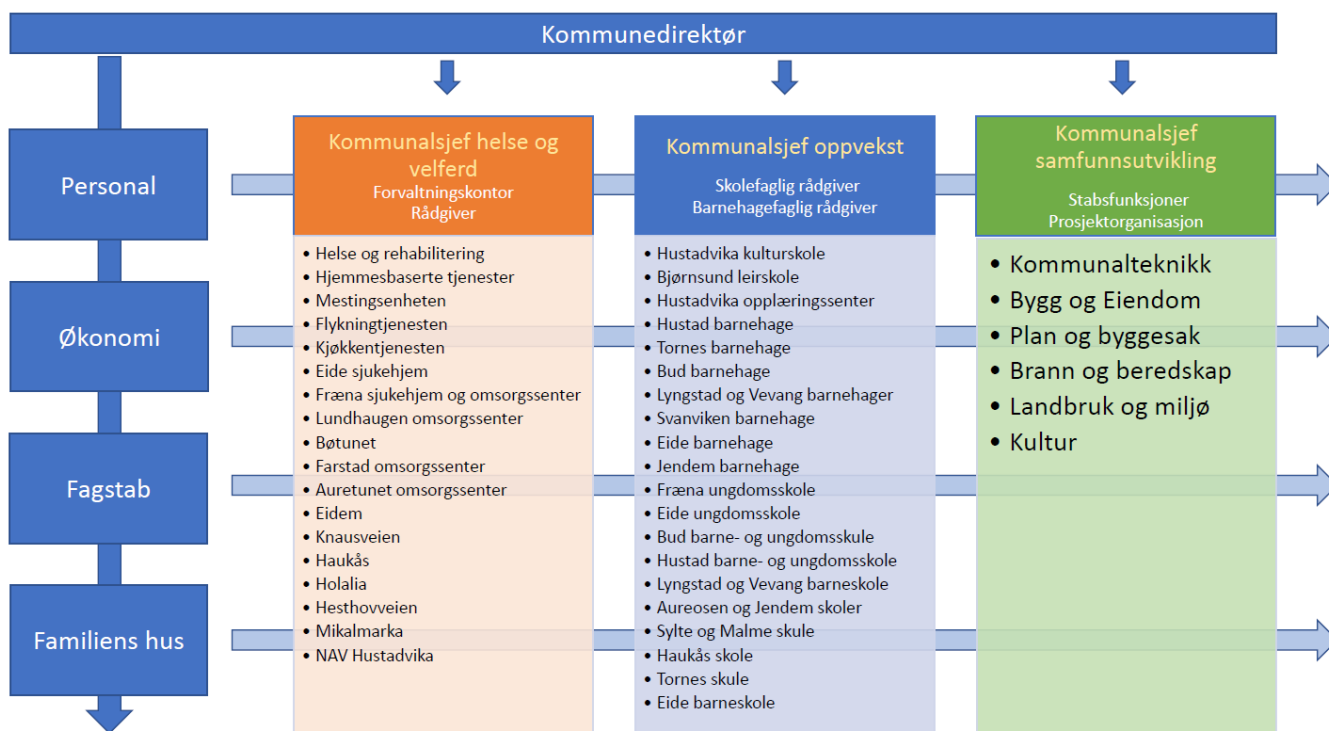 Kommunedirektør
Personal
Økonomi
Fagstab
Familiens hus
Kommunalsjef helse og
velferd
Forvaltningskontor
Rådgiver
• Helse og rehabilitering
• Hjemmesbaserte tjenester
• Mestingsenheten
• Flykningtjenesten
• Kjøkkentjenesten
• Eide sjukehjem
• Fræna sjukehjem og omsorgssenter
• Lundhaugen omsorgssenter
• Bøtunet
• Farstad omsorgssenter
• Auretunet omsorgssenter
• Eidem
• Knausveien
• Haukås
• Holalia
• Hesthovveien
• Mikalmarka
• NAV Hustadvika
Kommunalsjef oppvekst
Skolefaglig rådgiver
Barnehagefaglig rådgiver
• Hustadvika kulturskole
• Bjørnsund leirskole
• Hustadvika opplæringssenter
• Hustad barnehage
• Tornes barnehage
• Bud barnehage
• Lyngstad og Vevang barnehager
• Svanviken barnehage
• Eide barnehage
• Jendem barnehage
• Fræna ungdomsskole
• Eide ungdomsskole
• Bud barne- og ungdomsskule
• Hustad barne- og ungdomsskole
• Lyngstad og Vevang barneskole
• Aureosen og Jendem skoler
• Sylte og Malme skule
• Haukås skole
• Tornes skule
• Eide barneskole
Kommunalsjef
samfunnsutvikling
Stabsfunksjoner
Prosjektorganisasjon
• Kommunalteknikk
• Bygg og Eiendom
• Plan og byggesak
• Brann og beredskap
• Landbruk og miljø
• Kultur